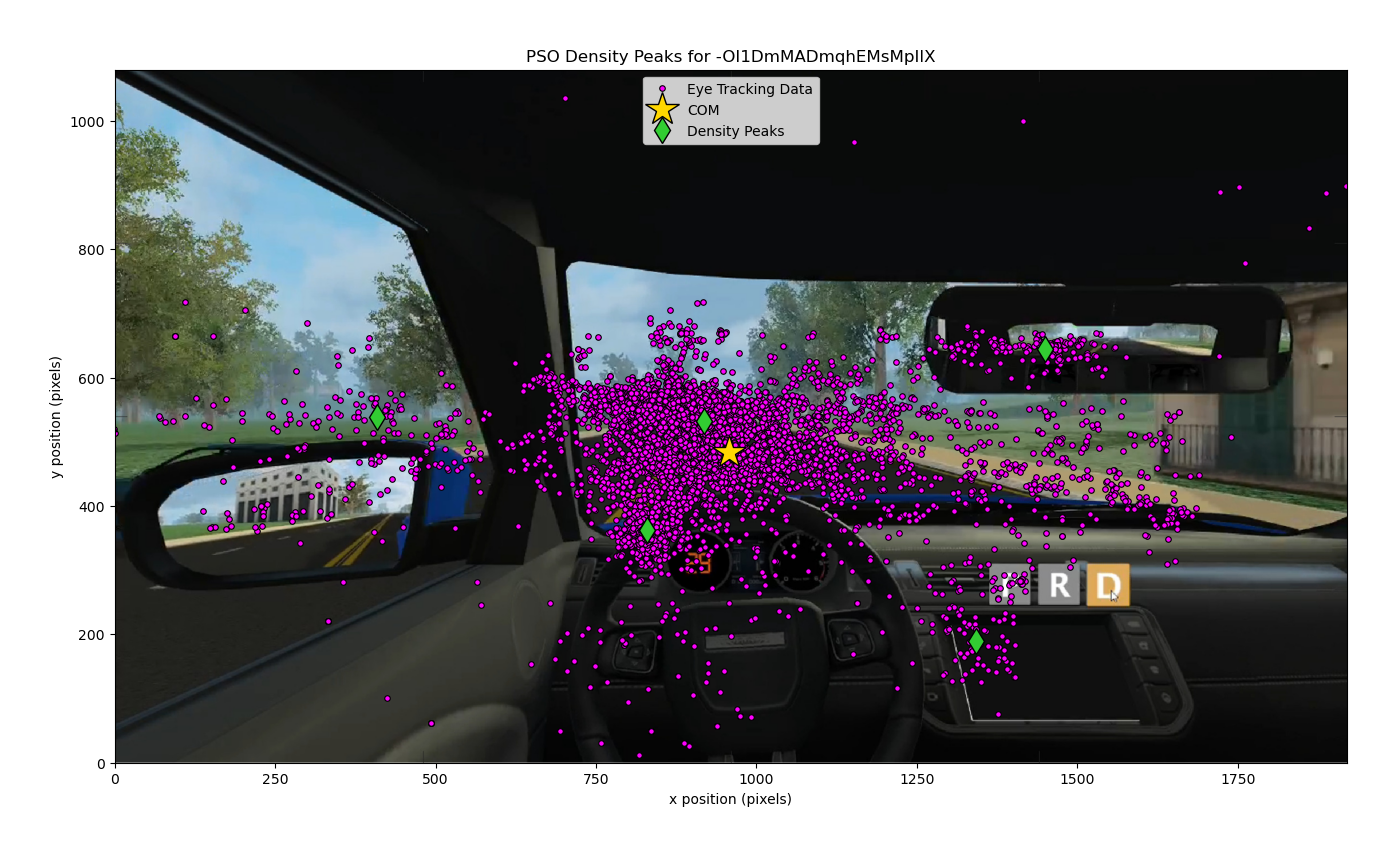 PSO Density Peaks for -OI1DmMADmqhEMsMpIIX
Eye Tracking Data
COM
Density Peaks
1000
800
600
400
200
0
y position (pixels)
R
D
0
250
500
750
1000
1250
1500
1750
x position (pixels)